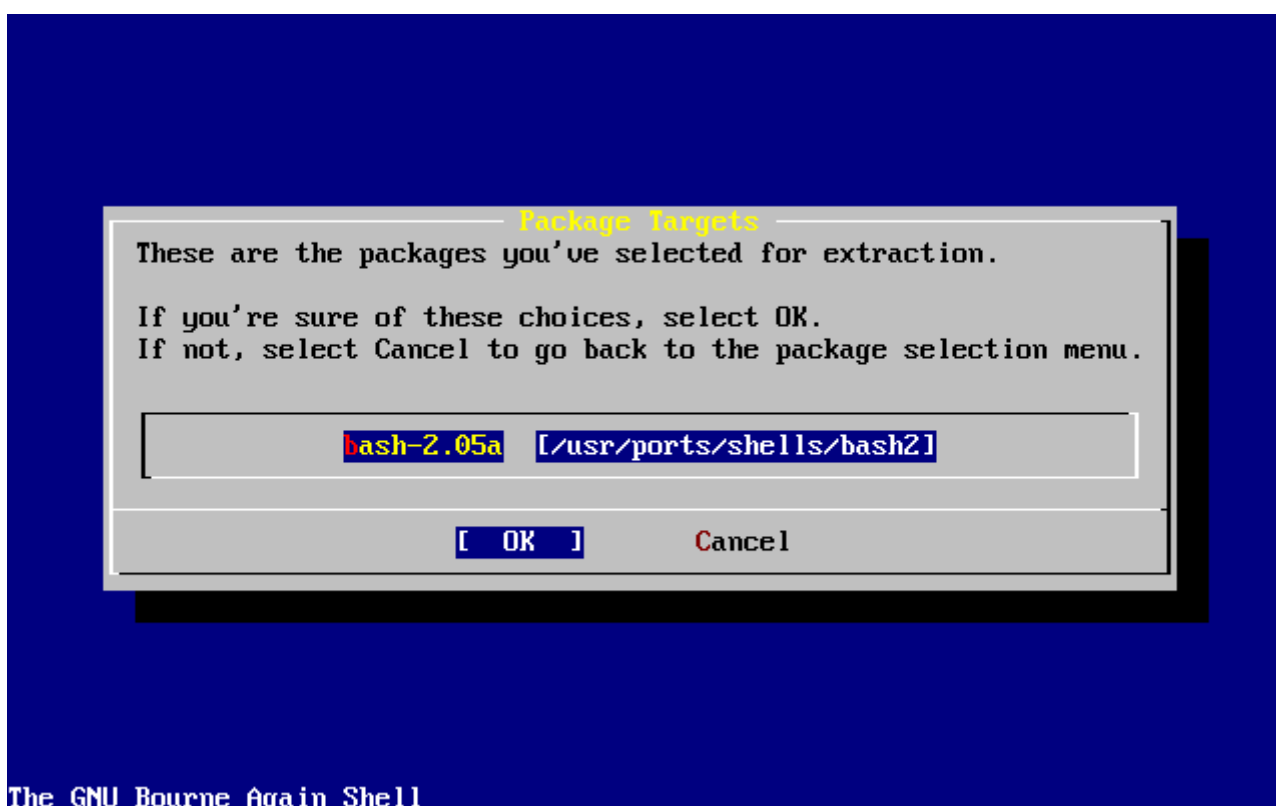 Package Targets
These are the packages you've selected for extraction.
If you're sure of these choices, select OK.
If not, select Cancel to go back to the package selection menu.
bash-2.05a [/usr/ports/shells/bash2]
[ OK ] Cancel
The GNU Bourne Again Shell